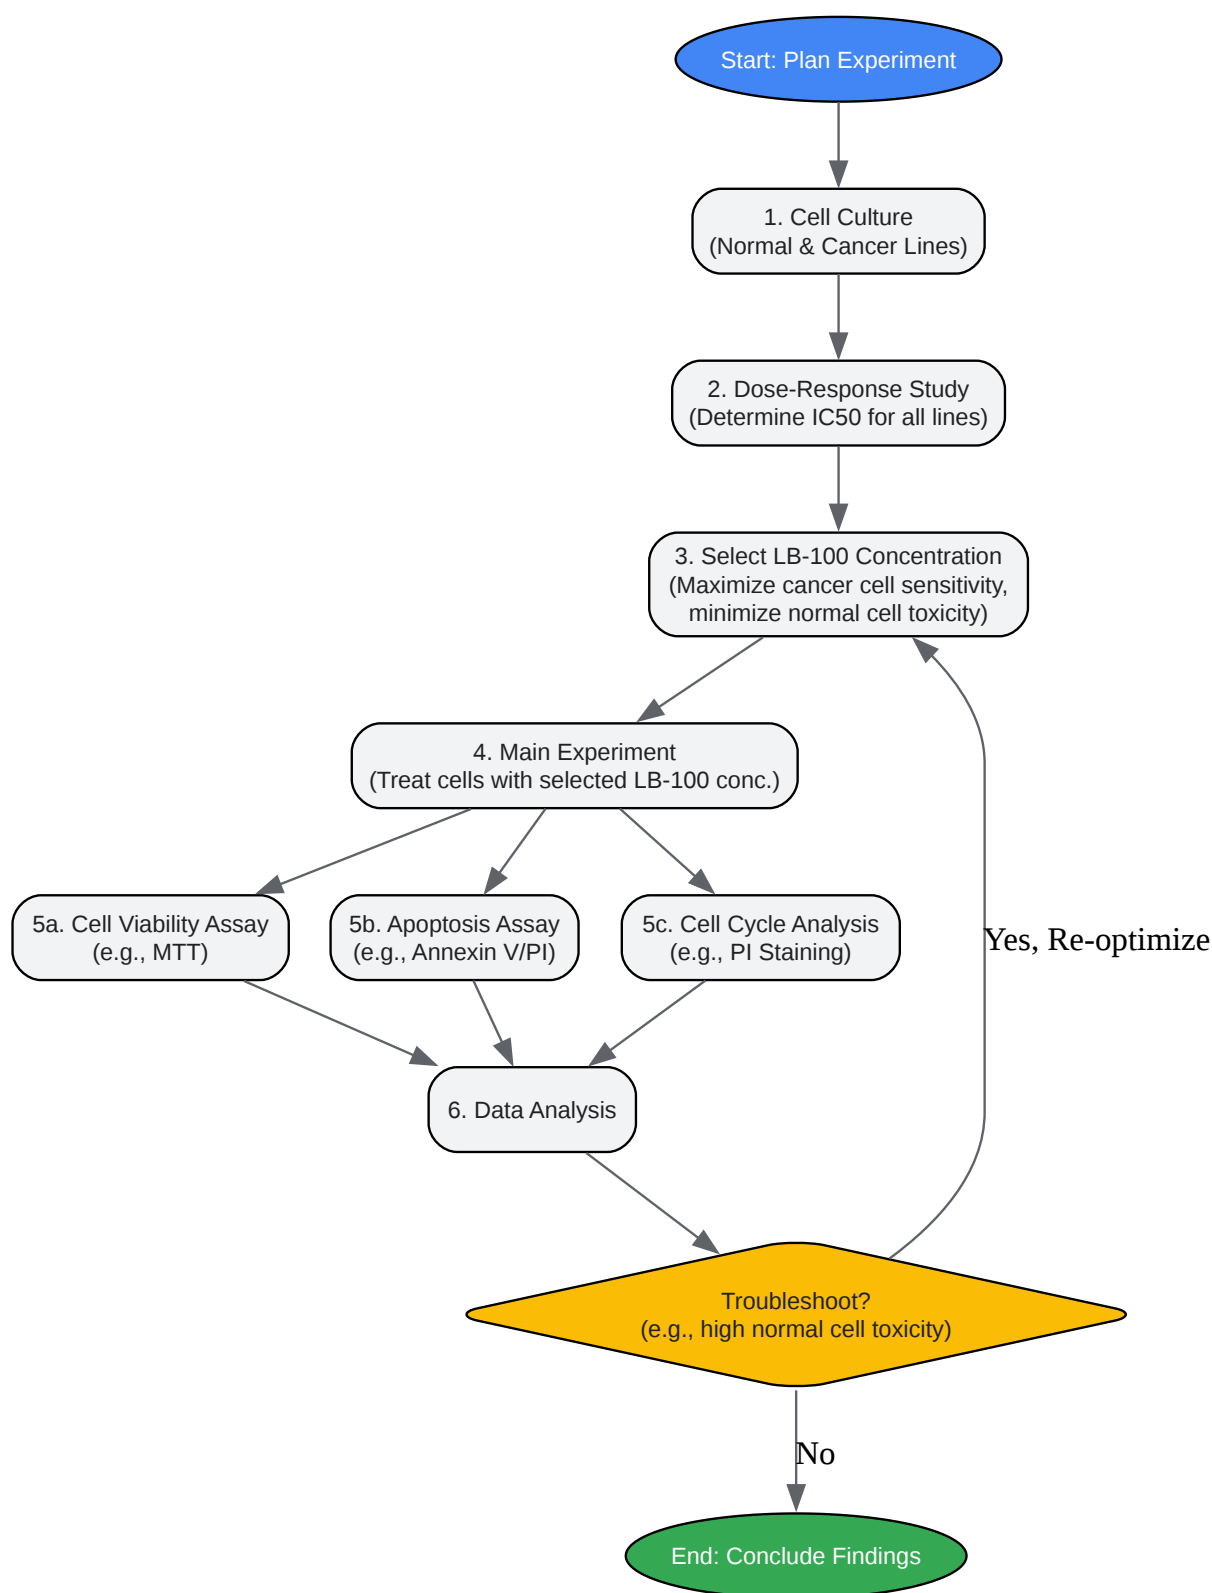 Start: Plan Experiment
1. Cell Culture
(Normal & Cancer Lines)
2. Dose-Response Study
(Determine IC50 for all lines)
3. Select LB-100 Concentration
(Maximize cancer cell sensitivity,
minimize normal cell toxicity)
4. Main Experiment
(Treat cells with selected LB-100 conc.)
5a. Cell Viability Assay
(e.g., MTT)
5b. Apoptosis Assay
(e.g., Annexin V/PI)
5c. Cell Cycle Analysis
(e.g., PI Staining)
Yes, Re-optimize
6. Data Analysis
Troubleshoot?
(e.g., high normal cell toxicity)
No
End: Conclude Findings